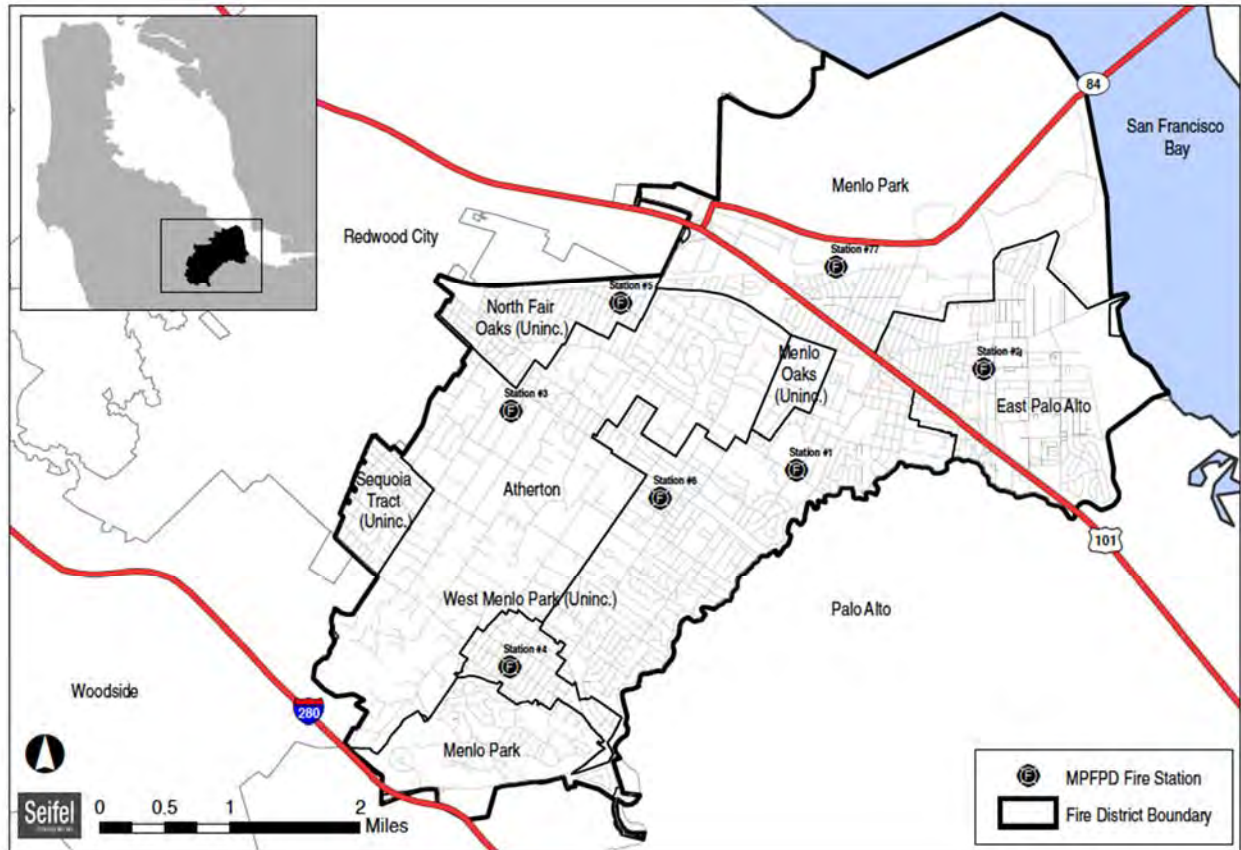 84
San Francisco
Bay
Menlo Park
Redwood City
Station #77
Station #5
North Fair
Oaks (Uninc.)
Menlo
Oaks
(Uninc.)
Station #2
Station #3
East Palo Alto
Station #1
Sequoia
Tract
(Uninc.)
Atherton
Station #6
101
West Menlo Park (Uninc.)
Palo Alto
Station #4
Woodside
280
Menlo Park
F MPFPD Fire Station
Fire District Boundary
Seifel
0 0.5 1 2
Miles